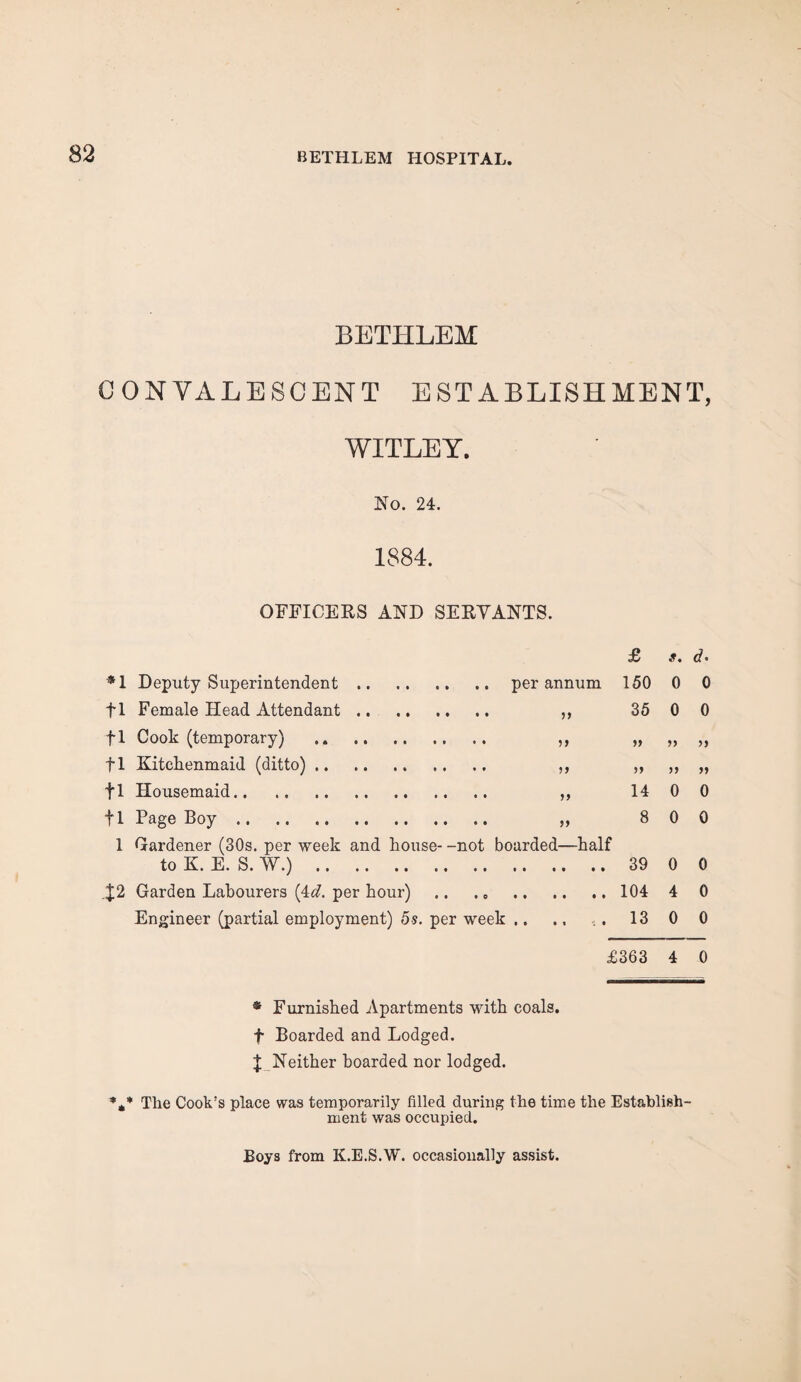 82 BETHLEM HOSPITAL.
BETHLEM
CONVALESCENT ESTABLISHMENT,
WITLEY.
No. 24.
1884.
OFFICERS AND SERVANTS.
£ s. d.
*1 Deputy Superintendent .. .. .. .. .. per annum 150 0 0
†1 Female Head Attendant .. .. .. .. .. „ 35 0 0
†1 Cook (temporary) .. .. .. .. .. .. „ „ „ „
†1 Kitchenmaid (ditto) .. .. .. .. .. .. „ „ „ „
†1 Housemaid.. .. .. .. .. .. .. .. „ 14 0 0
†1 Page Boy .. .. .. .. .. .. .. .. „ 8 0 0
1 Gardener (30s. per week and house--not boarded—half
to K. E. S. W.) .. .. .. .. .. .. .. .. .. 39 0 0
‡2 Garden Labourers (4d. per hour) .. .. .. .. .. 104 4 0
Engineer (partial employment) 5s. per week .. .. .. 13 0 0
£363 4 0
* Furnished Apartments with coals.
† Boarded and Lodged.
‡ Neither boarded nor lodged.
*** The Cook's place was temporarily filled during the time the Establish-
ment was occupied.
Boys from K.E.S.W. occasionally assist.